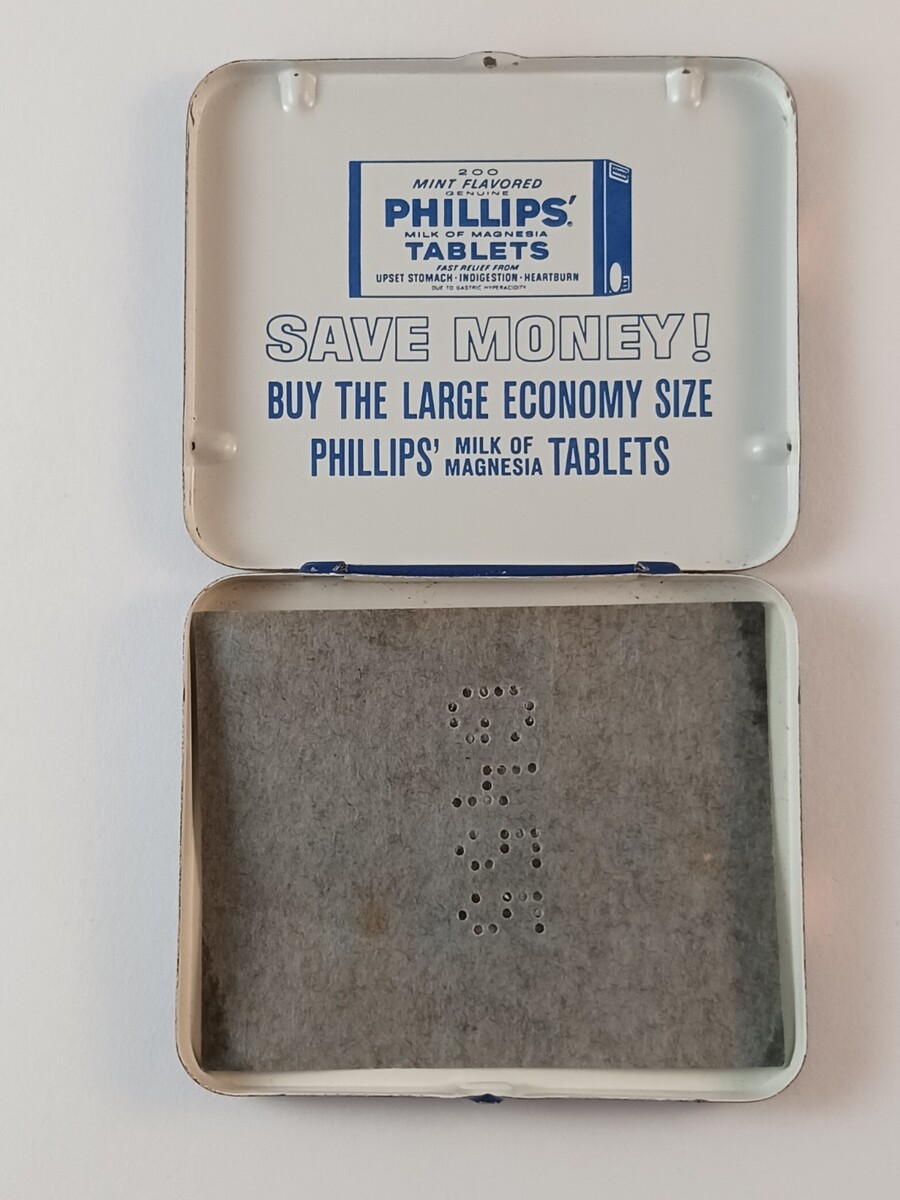 200
MINT FLAVORED
GENUINE
PHILLIPS'
MILK OF MAGNESIA
TABLETS
FAST RELIEF FROM
UPSET STOMACH · INDIGESTION · HEARTBURN
DUE TO GASTRIC HYPERACIDITY
SAVE MONEY!
BUY THE LARGE ECONOMY SIZE
PHILLIPS' MILK OF MAGNESIA TABLETS
G455